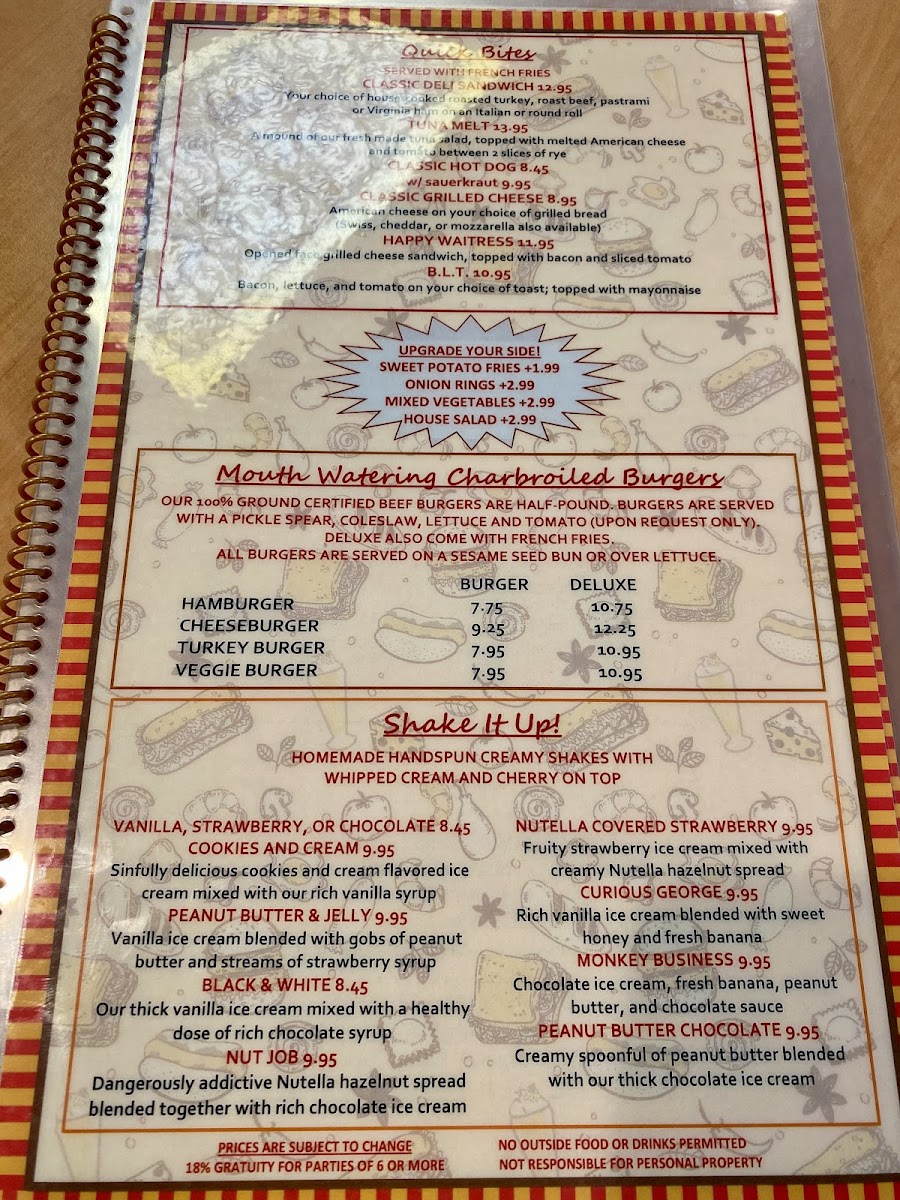 Quick Bites
SERVED WITH FRENCH FRIES
CLASSIC DELI SANDWICH 12.95
Your choice of house cooked roasted turkey, roast beef, pastrami
or Virginia ham on an Italian or round roll
TUNA MELT 13.95
A mound of our fresh made tuna salad, topped with melted American cheese
and tomato between 2 slices of rye
CLASSIC HOT DOG 8.45
w/ sauerkraut 9.95
CLASSIC GRILLED CHEESE 8.95
American cheese on your choice of grilled bread
(Swiss, cheddar, or mozzarella also available)
HAPPY WAITRESS 11.95
Opened face grilled cheese sandwich, topped with bacon and sliced tomato
B.L.T. 10.95
Bacon, lettuce, and tomato on your choice of toast; topped with mayonnaise
UPGRADE YOUR SIDE!
SWEET POTATO FRIES +1.99
ONION RINGS +2.99
MIXED VEGETABLES +2.99
HOUSE SALAD +2.99
Mouth Watering Charbroiled Burgers
OUR 100% GROUND CERTIFIED BEEF BURGERS ARE HALF-POUND. BURGERS ARE SERVED
WITH A PICKLE SPEAR, COLESLAW, LETTUCE AND TOMATO (UPON REQUEST ONLY).
DELUXE ALSO COME WITH FRENCH FRIES.
ALL BURGERS ARE SERVED ON A SESAME SEED BUN OR OVER LETTUCE.
BURGER DELUXE
HAMBURGER 7.75 10.75
CHEESEBURGER 9.25 12.25
TURKEY BURGER 7.95 10.95
VEGGIE BURGER 7.95 10.95
Shake It Up!
HOMEMADE HANDSPUN CREAMY SHAKES WITH
WHIPPED CREAM AND CHERRY ON TOP
VANILLA, STRAWBERRY, OR CHOCOLATE 8.45
COOKIES AND CREAM 9.95
Sinfully delicious cookies and cream flavored ice
cream mixed with our rich vanilla syrup
PEANUT BUTTER & JELLY 9.95
Vanilla ice cream blended with gobs of peanut
butter and streams of strawberry syrup
BLACK & WHITE 8.45
Our thick vanilla ice cream mixed with a healthy
dose of rich chocolate syrup
NUT JOB 9.95
Dangerously addictive Nutella hazelnut spread
blended together with rich chocolate ice cream
NUTELLA COVERED STRAWBERRY 9.95
Fruity strawberry ice cream mixed with
creamy Nutella hazelnut spread
CURIOUS GEORGE 9.95
Rich vanilla ice cream blended with sweet
honey and fresh banana
MONKEY BUSINESS 9.95
Chocolate ice cream, fresh banana, peanut
butter, and chocolate sauce
PEANUT BUTTER CHOCOLATE 9.95
Creamy spoonful of peanut butter blended
with our thick chocolate ice cream
PRICES ARE SUBJECT TO CHANGE
18% GRATUITY FOR PARTIES OF 6 OR MORE
NO OUTSIDE FOOD OR DRINKS PERMITTED
NOT RESPONSIBLE FOR PERSONAL PROPERTY